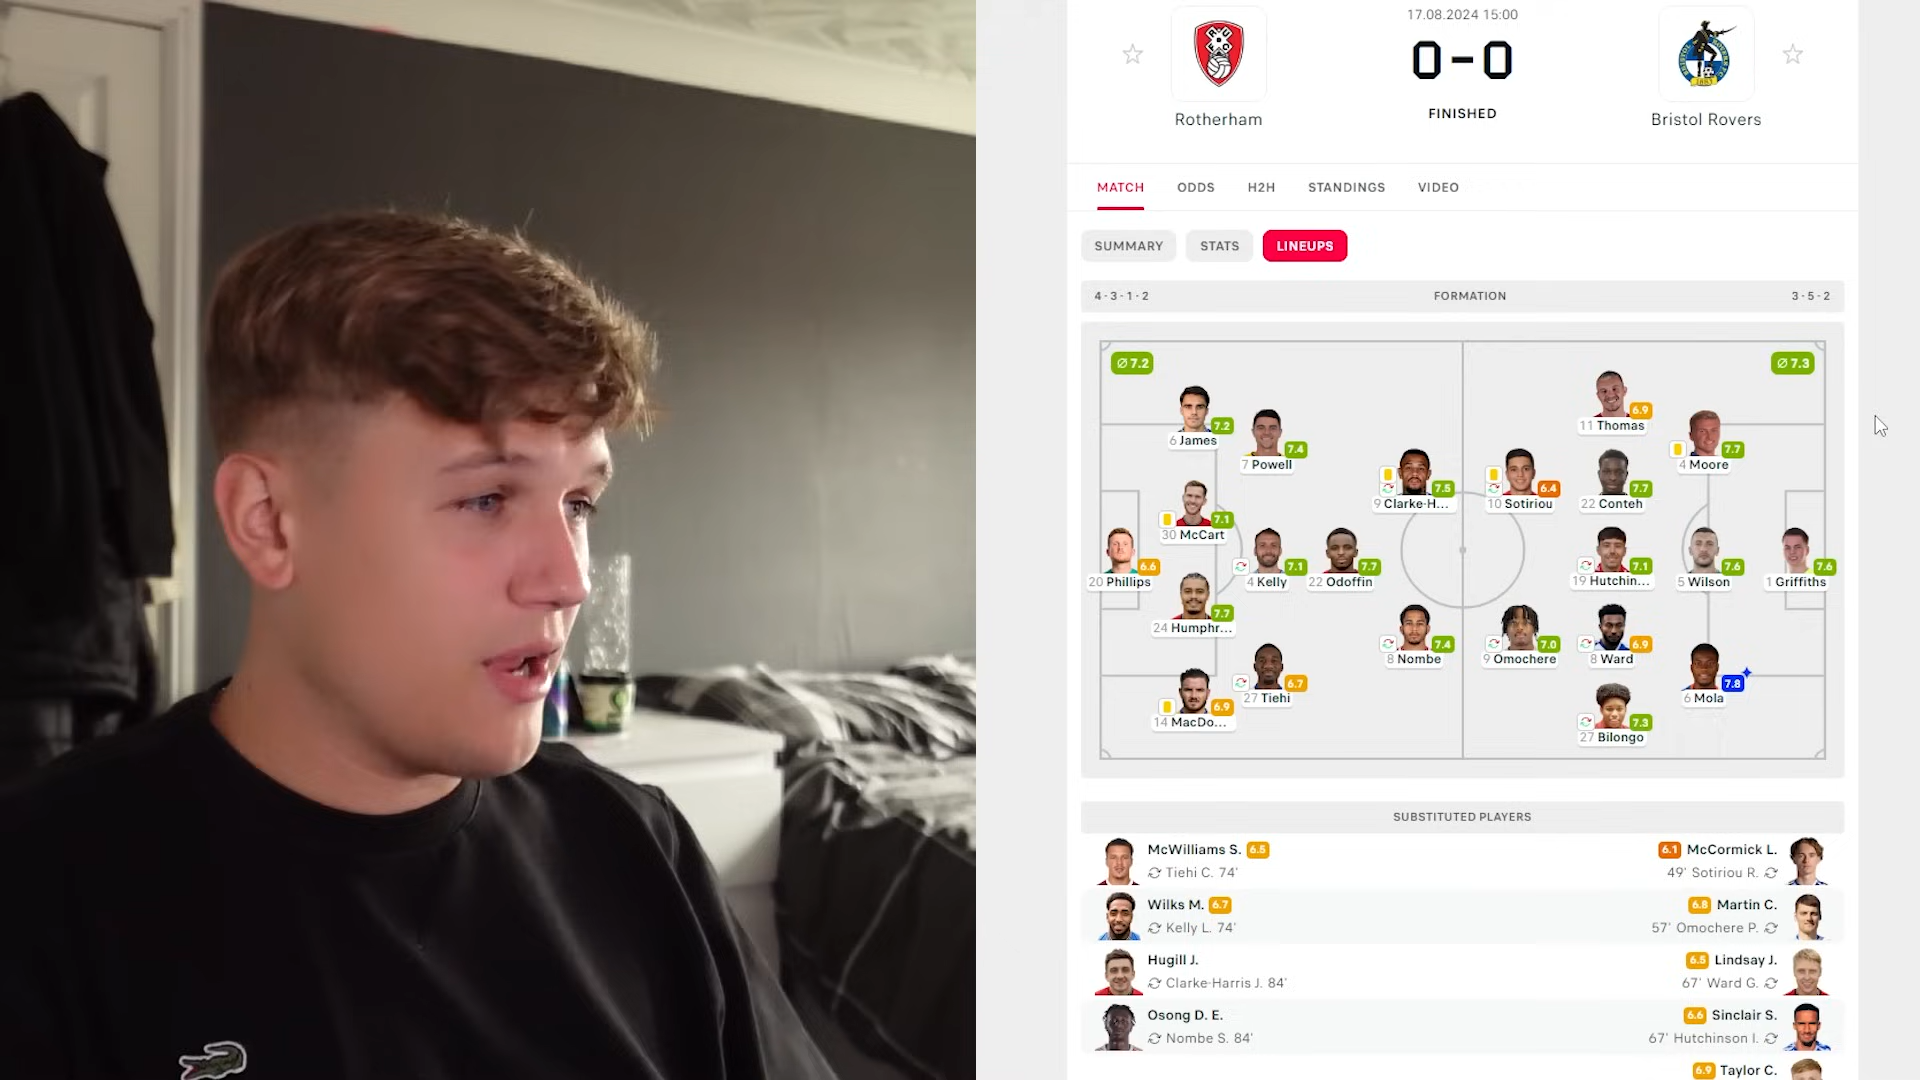 17.08.2024 15:00
0-0
FINISHED
Rotherham
Bristol Rovers
MATCH ODDS H2H STANDINGS VIDEO
SUMMARY STATS LINEUPS
4-3-1-2 FORMATION 3-5-2
Ø 7.2
Ø 7.3
7.2
6 James
7.4
7 Powell
7.1
30 McCart
6.6
20 Phillips
7.1
4 Kelly
7.7
22 Odoffin
7.7
24 Humphr...
6.7
27 Tiehi
6.9
14 MacDo...
7.5
9 Clarke-H...
7.4
8 Nombe
6.4
10 Sotiriou
7.0
9 Omochere
6.9
11 Thomas
7.7
22 Conteh
7.1
19 Hutchin...
6.9
8 Ward
7.3
27 Bilongo
7.7
4 Moore
7.6
5 Wilson
7.8
6 Mola
7.6
1 Griffiths
SUBSTITUTED PLAYERS
McWilliams S. 6.5
Tiehi C. 74'
6.1 McCormick L.
49' Sotiriou R.
Wilks M. 6.7
Kelly L. 74'
6.8 Martin C.
57' Omochere P.
Hugill J.
Clarke-Harris J. 84'
6.5 Lindsay J.
67' Ward G.
Osong D. E.
Nombe S. 84'
6.6 Sinclair S.
67' Hutchinson I.
6.9 Taylor C.